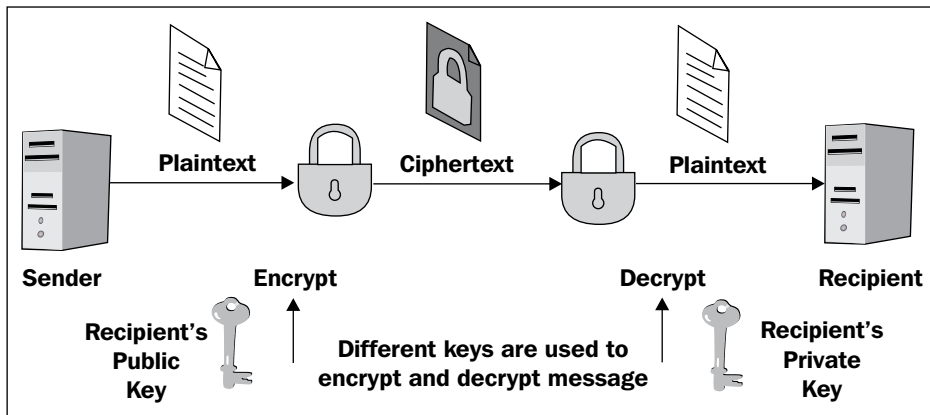 Plaintext
Ciphertext
Plaintext
Sender
Encrypt
Decrypt
Recipient
Recipient's
Public
Key
Different keys are used to
encrypt and decrypt message
Recipient's
Private
Key